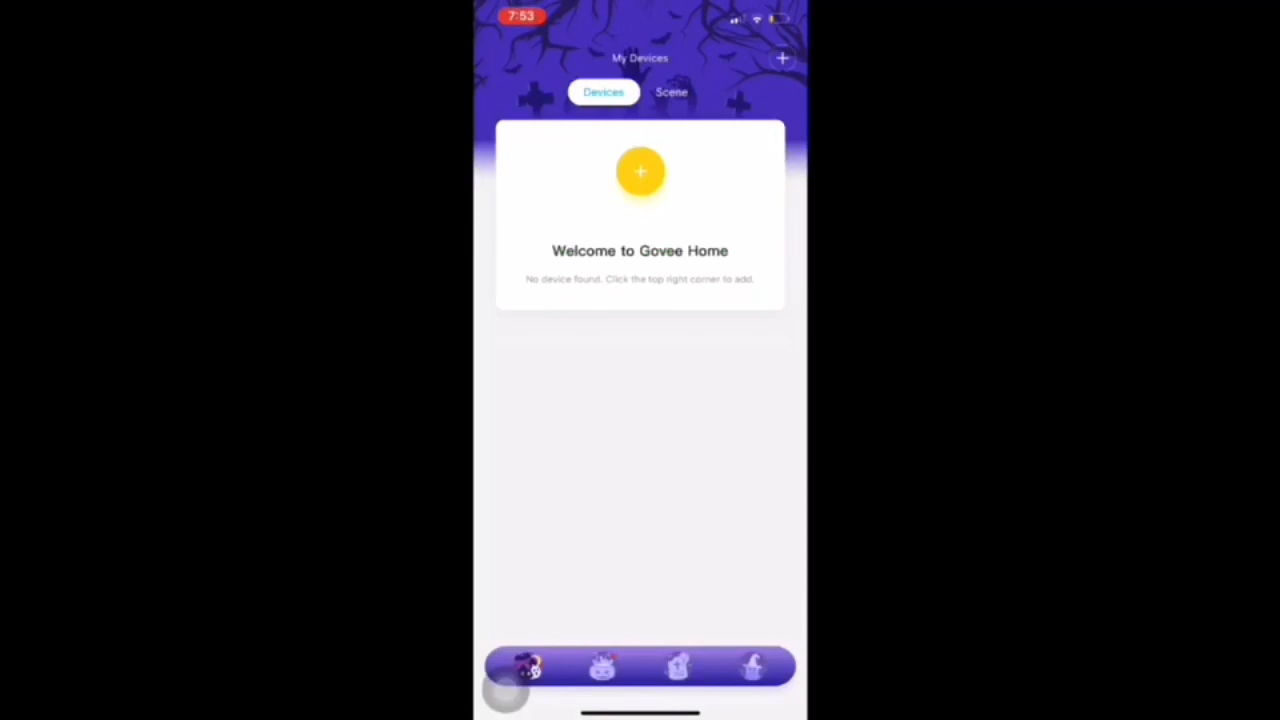 7:53
My Devices
Devices Scene
Welcome to Govee Home
No device found. Click the top right corner to add.